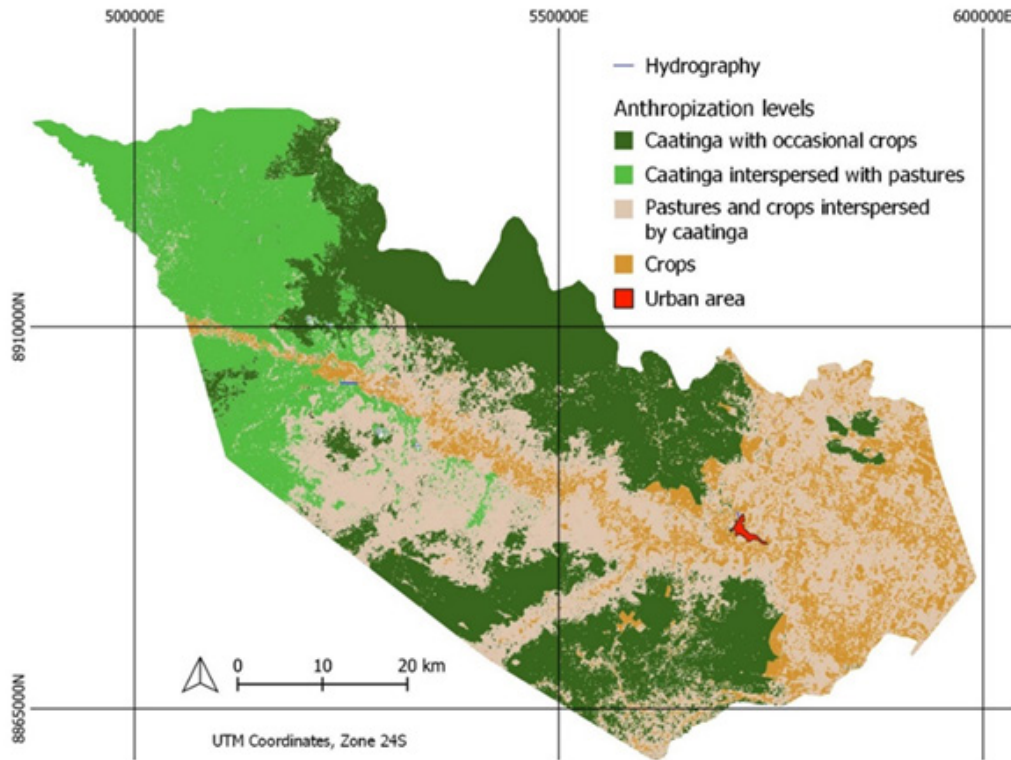 500000E
550000E
600000E
Hydrography
Anthropization levels
Caatinga with occasional crops
Caatinga interspersed with pastures
Pastures and crops interspersed
by caatinga
Crops
Urban area
8910000N
0 10 20 km
8865000N
UTM Coordinates, Zone 24S